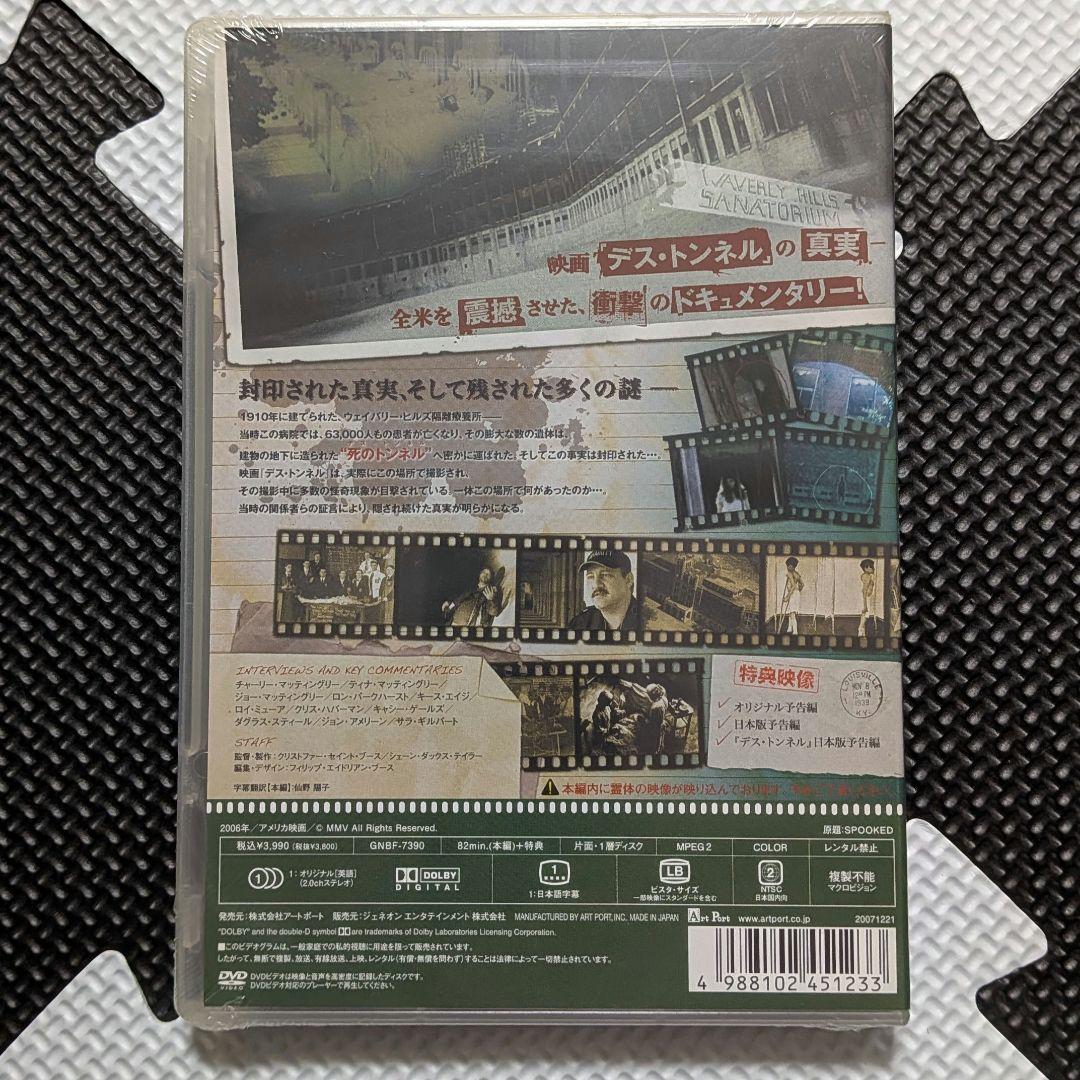 WAVERLY HILLS
SANATORIUM
映画『デス・トンネル』の真実
全米を震撼させた、衝撃のドキュメンタリー!
封印された真実、そして残された多くの謎
1910年に建てられた、ウェイバリー・ヒルズ隔離療養所——
当時この病院では、63,000人もの患者が亡くなり、その膨大な数の遺体は、
建物の地下に造られた“死のトンネル”へ密かに運ばれた。そしてこの事実は封印された…。
映画『デス・トンネル』は、実際にこの場所で撮影され、
その撮影中に多数の怪奇現象が目撃されている。一体この場所で何があったのか…。
当時の関係者らの証言により、隠され続けた真実が明らかになる。
INTERVIEWS AND KEY COMMENTARIES
チャーリー・マッティングリー/ティナ・マッティングリー/
ジョー・マッティングリー/ロン・パークハースト/キース・エイジ/
ロイ・ミューア/クリス・ハバーマン/キャシー・ゲールズ/
ダグラス・スティール/ジョン・アメリーン/サラ・ギルバート
STAFF
監督・製作:クリストファー・セイント・ブース/シェーン・ダックス・テイラー
編集・デザイン:フィリップ・エイドリアン・ブース
字幕翻訳【本編】:仙野 陽子
特典映像
オリジナル予告編
日本版予告編
『デス・トンネル』日本版予告編
LOUISVILLE
NOV 8
1938
KY.
本編内に霊体の映像が映り込んでおります。
2006年/アメリカ映画/© MMV All Rights Reserved.
原題:SPOOKED
税込¥3,990(税抜¥3,800)
GNBF-7390
82min.(本編)+特典
片面・1層ディスク
MPEG2
COLOR
レンタル禁止
1:オリジナル[英語]
(2.0chステレオ)
DOLBY
DIGITAL
1
1:日本語字幕
LB
ビスタ・サイズ
一部映像にスタンダードを含む
2
NTSC
日本国内向
複製不能
マクロビジョン
発売元:株式会社アートポート 販売元:ジェネオン エンタテインメント株式会社 MANUFACTURED BY ART PORT,INC. MADE IN JAPAN
Art Port www.artport.co.jp
20071221
"DOLBY" and the double-D symbol are trademarks of Dolby Laboratories Licensing Corporation.
■このビデオグラムは、一般家庭での私的視聴に用途を限って販売されています。
したがって、無断で複製、放送、有線放送、上映、レンタル(有償・無償を問わず)することは法律によって一切禁止されています。
DVD
VIDEO
DVDビデオは映像と音声を高密度に記録したディスクです。
DVDビデオ対応のプレーヤーで再生してください。
4 988102 451233